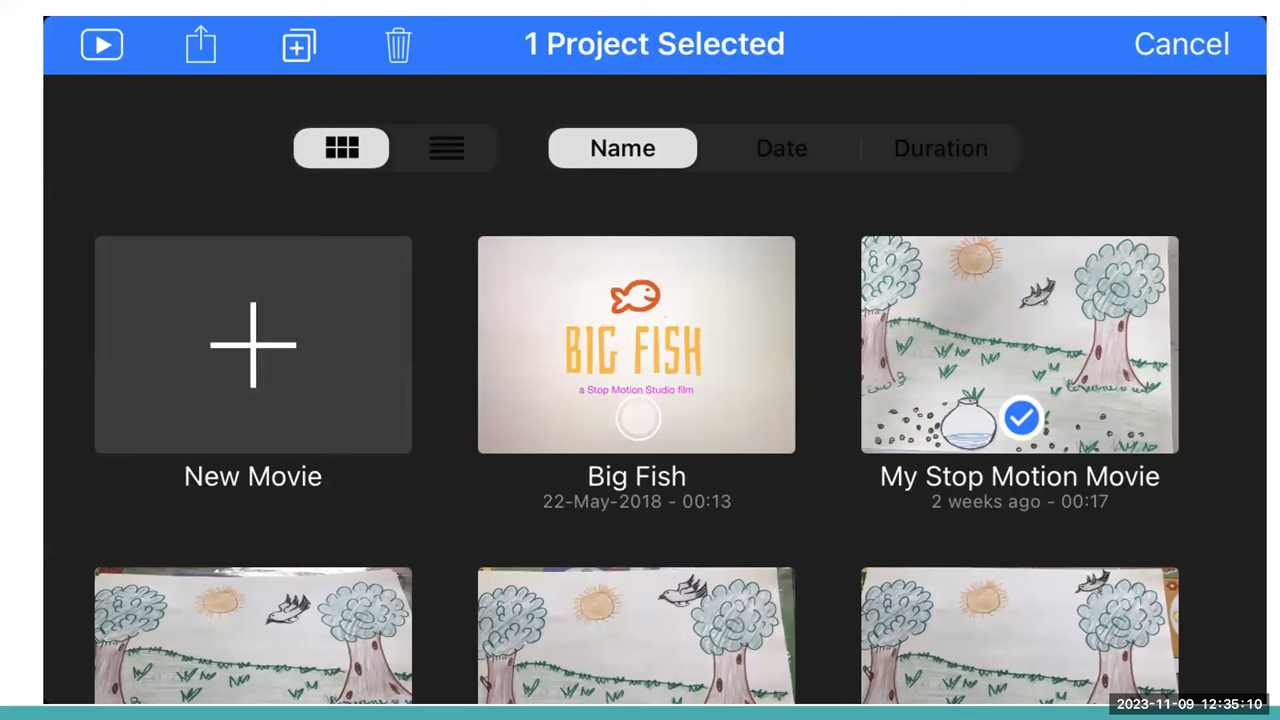 1 Project Selected
Cancel
Name
Date
Duration
BIG FISH
a Stop Motion Studio film
New Movie
Big Fish
My Stop Motion Movie
22-May-2018 - 00:13
2 weeks ago - 00:17
2023-11-09 12:35:10